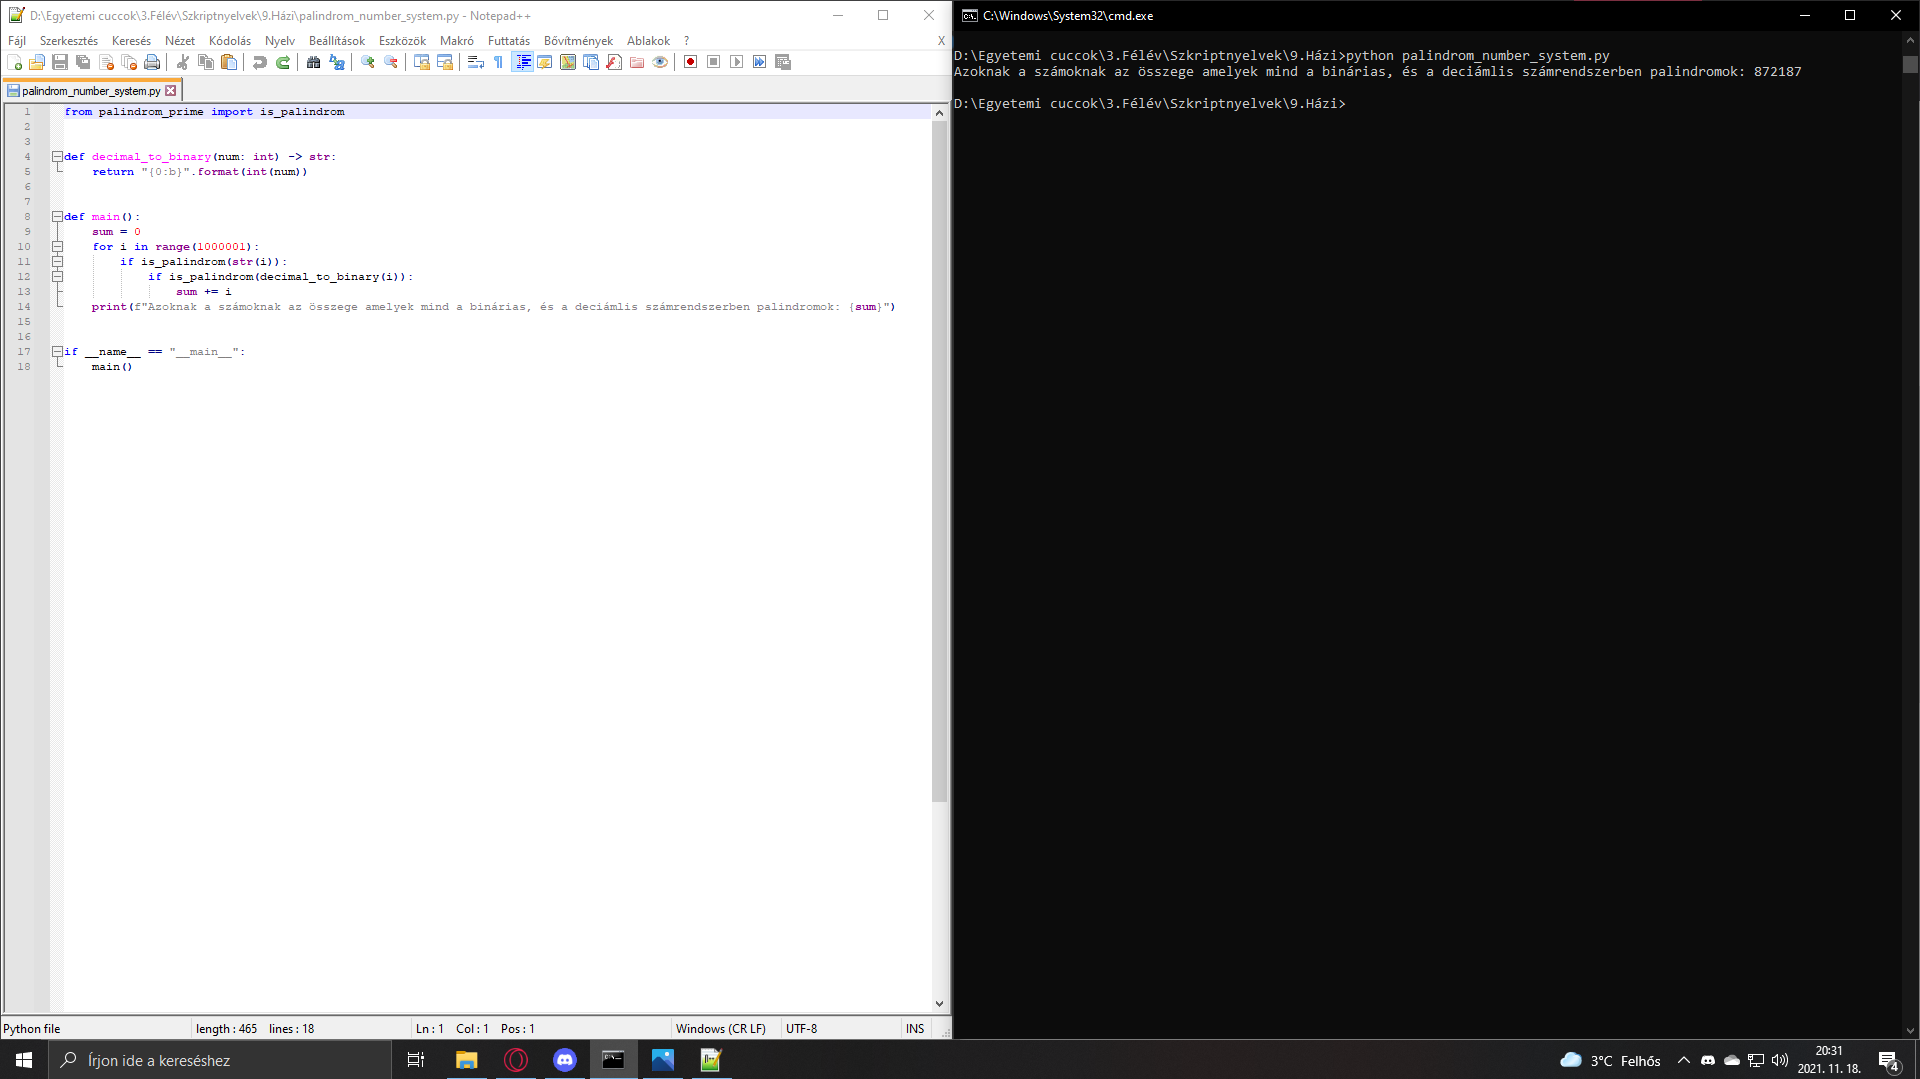 D:\Egyetemi cuccok\3.Félév\Szkriptnyelvek\9.Házi\palindrom_number_system.py - Notepad++
Fájl Szerkesztés Keresés Nézet Kódolás Nyelv Beállítások Eszközök Makró Futtatás Bővítmények Ablakok ? X
palindrom_number_system.py
1 from palindrom_prime import is_palindrom
2
3
4 def decimal_to_binary(num: int) -> str:
5 return "{0:b}".format(int(num))
6
7
8 def main():
9 sum = 0
10 for i in range(1000001):
11 if is_palindrom(str(i)):
12 if is_palindrom(decimal_to_binary(i)):
13 sum += i
14 print(f"Azoknak a számoknak az összege amelyek mind a binárias, és a deciámlis számrendszerben palindromok: {sum}")
15
16
17 if __name__ == "__main__":
18 main()
Python file length : 465 lines : 18 Ln : 1 Col : 1 Pos : 1 Windows (CR LF) UTF-8 INS
C:\Windows\System32\cmd.exe
D:\Egyetemi cuccok\3.Félév\Szkriptnyelvek\9.Házi>python palindrom_number_system.py
Azoknak a számoknak az összege amelyek mind a binárias, és a deciámlis számrendszerben palindromok: 872187
D:\Egyetemi cuccok\3.Félév\Szkriptnyelvek\9.Házi>
Írjon ide a kereséshez
3°C Felhős
20:31
2021. 11. 18.
4